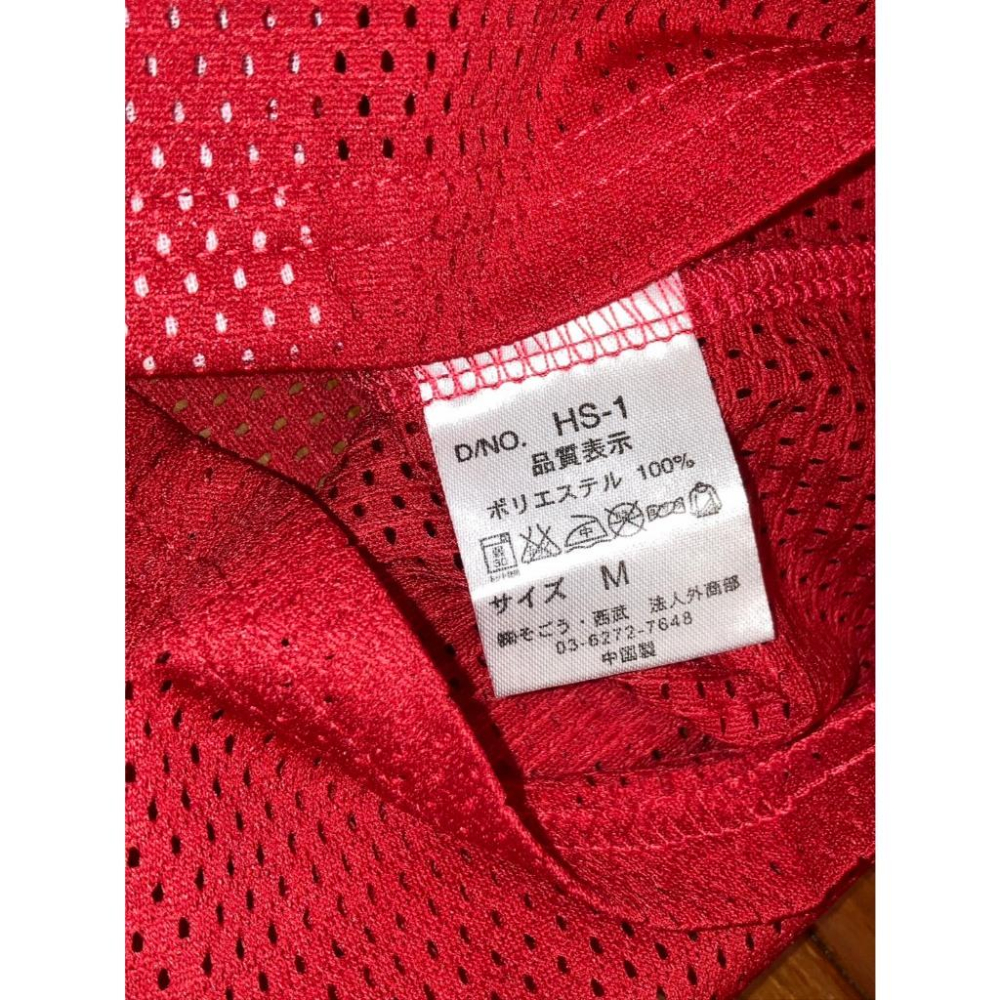 D/NO. HS-1
品質表示
ポリエステル 100%
中
サイズ M
㈱そごう・西武 法人外商部
03-6272-7648
中国製